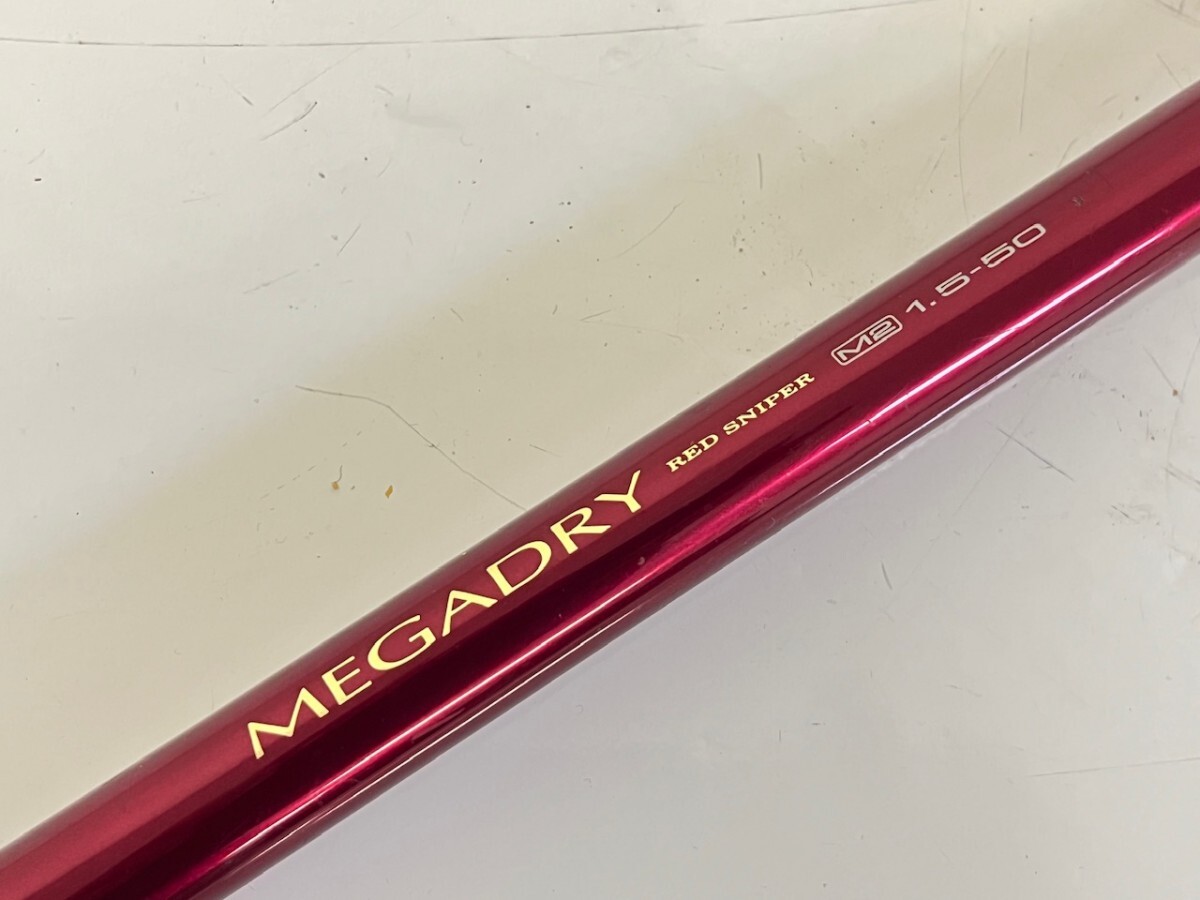 MEGADRY RED SNIPER M2 1.5-50